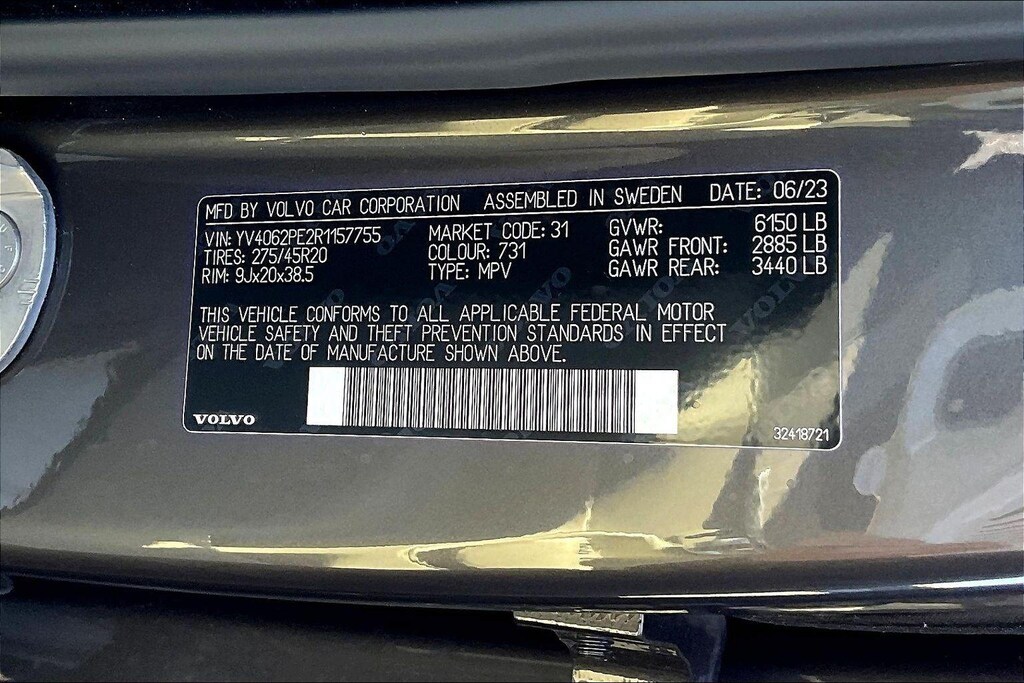 MFD BY VOLVO CAR CORPORATION ASSEMBLED IN SWEDEN DATE: 06/23
VIN: YV4062PE2R1157755 MARKET CODE: 31 GVWR: 6150 LB
TIRES: 275/45R20 COLOUR: 731 GAWR FRONT: 2885 LB
RIM: 9Jx20x38.5 TYPE: MPV GAWR REAR: 3440 LB
THIS VEHICLE CONFORMS TO ALL APPLICABLE FEDERAL MOTOR
VEHICLE SAFETY AND THEFT PREVENTION STANDARDS IN EFFECT
ON THE DATE OF MANUFACTURE SHOWN ABOVE.
VOLVO
32418721